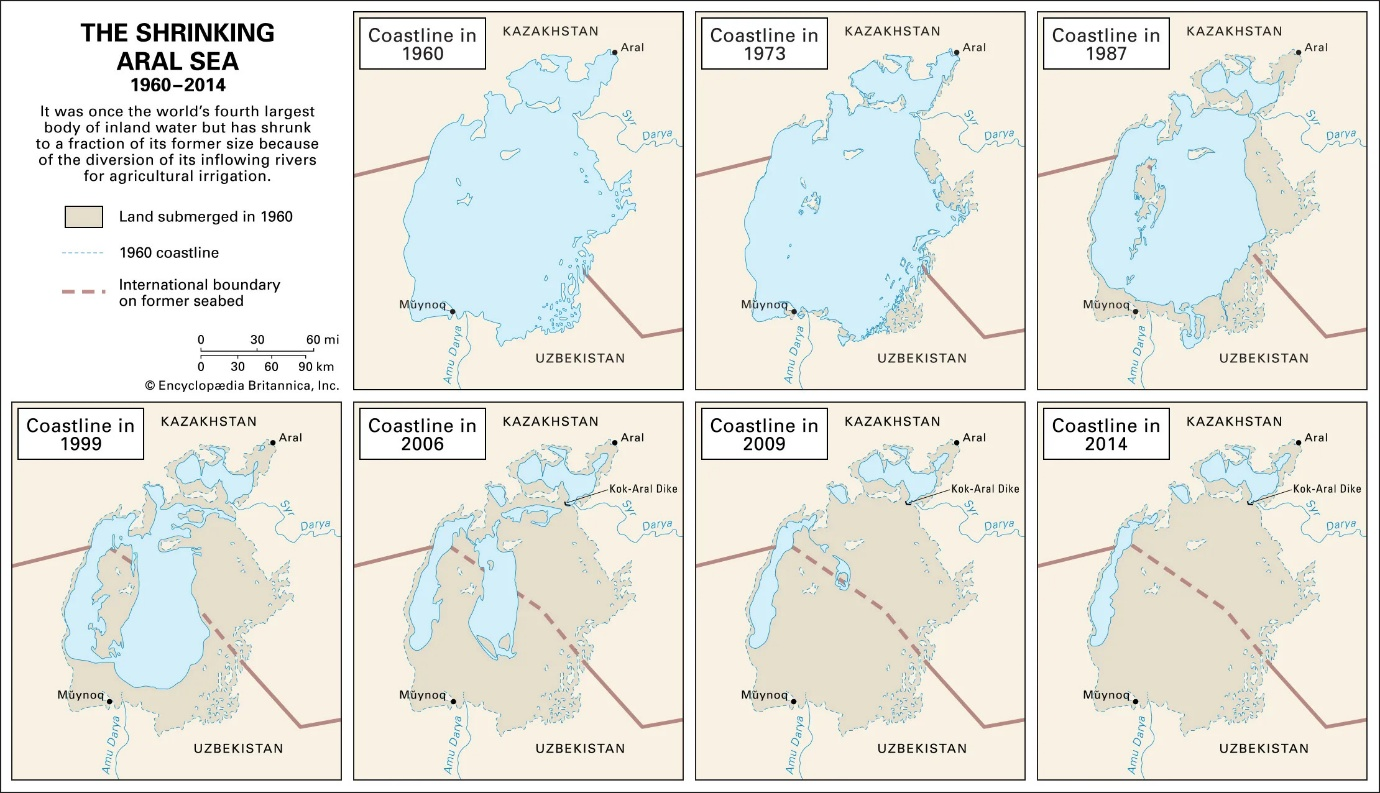 THE SHRINKING
ARAL SEA
1960–2014
It was once the world's fourth largest
body of inland water but has shrunk
to a fraction of its former size because
of the diversion of its inflowing rivers
for agricultural irrigation.
Land submerged in 1960
1960 coastline
International boundary
on former seabed
0 30 60 mi
0 30 60 90 km
© Encyclopædia Britannica, Inc.
Coastline in
1960
KAZAKHSTAN
Aral
Syr
Darya
Mŭynoq
Amu Darya
UZBEKISTAN
Coastline in
1973
KAZAKHSTAN
Aral
Syr
Darya
Mŭynoq
Amu Darya
UZBEKISTAN
Coastline in
1987
KAZAKHSTAN
Aral
Syr
Darya
Mŭynoq
Amu Darya
UZBEKISTAN
Coastline in
1999
KAZAKHSTAN
Aral
Syr
Darya
Mŭynoq
Amu Darya
UZBEKISTAN
Coastline in
2006
KAZAKHSTAN
Aral
Kok-Aral Dike
Syr
Darya
Mŭynoq
Amu Darya
UZBEKISTAN
Coastline in
2009
KAZAKHSTAN
Aral
Kok-Aral Dike
Syr
Darya
Mŭynoq
Amu Darya
UZBEKISTAN
Coastline in
2014
KAZAKHSTAN
Aral
Kok-Aral Dike
Syr
Darya
Mŭynoq
Amu Darya
UZBEKISTAN